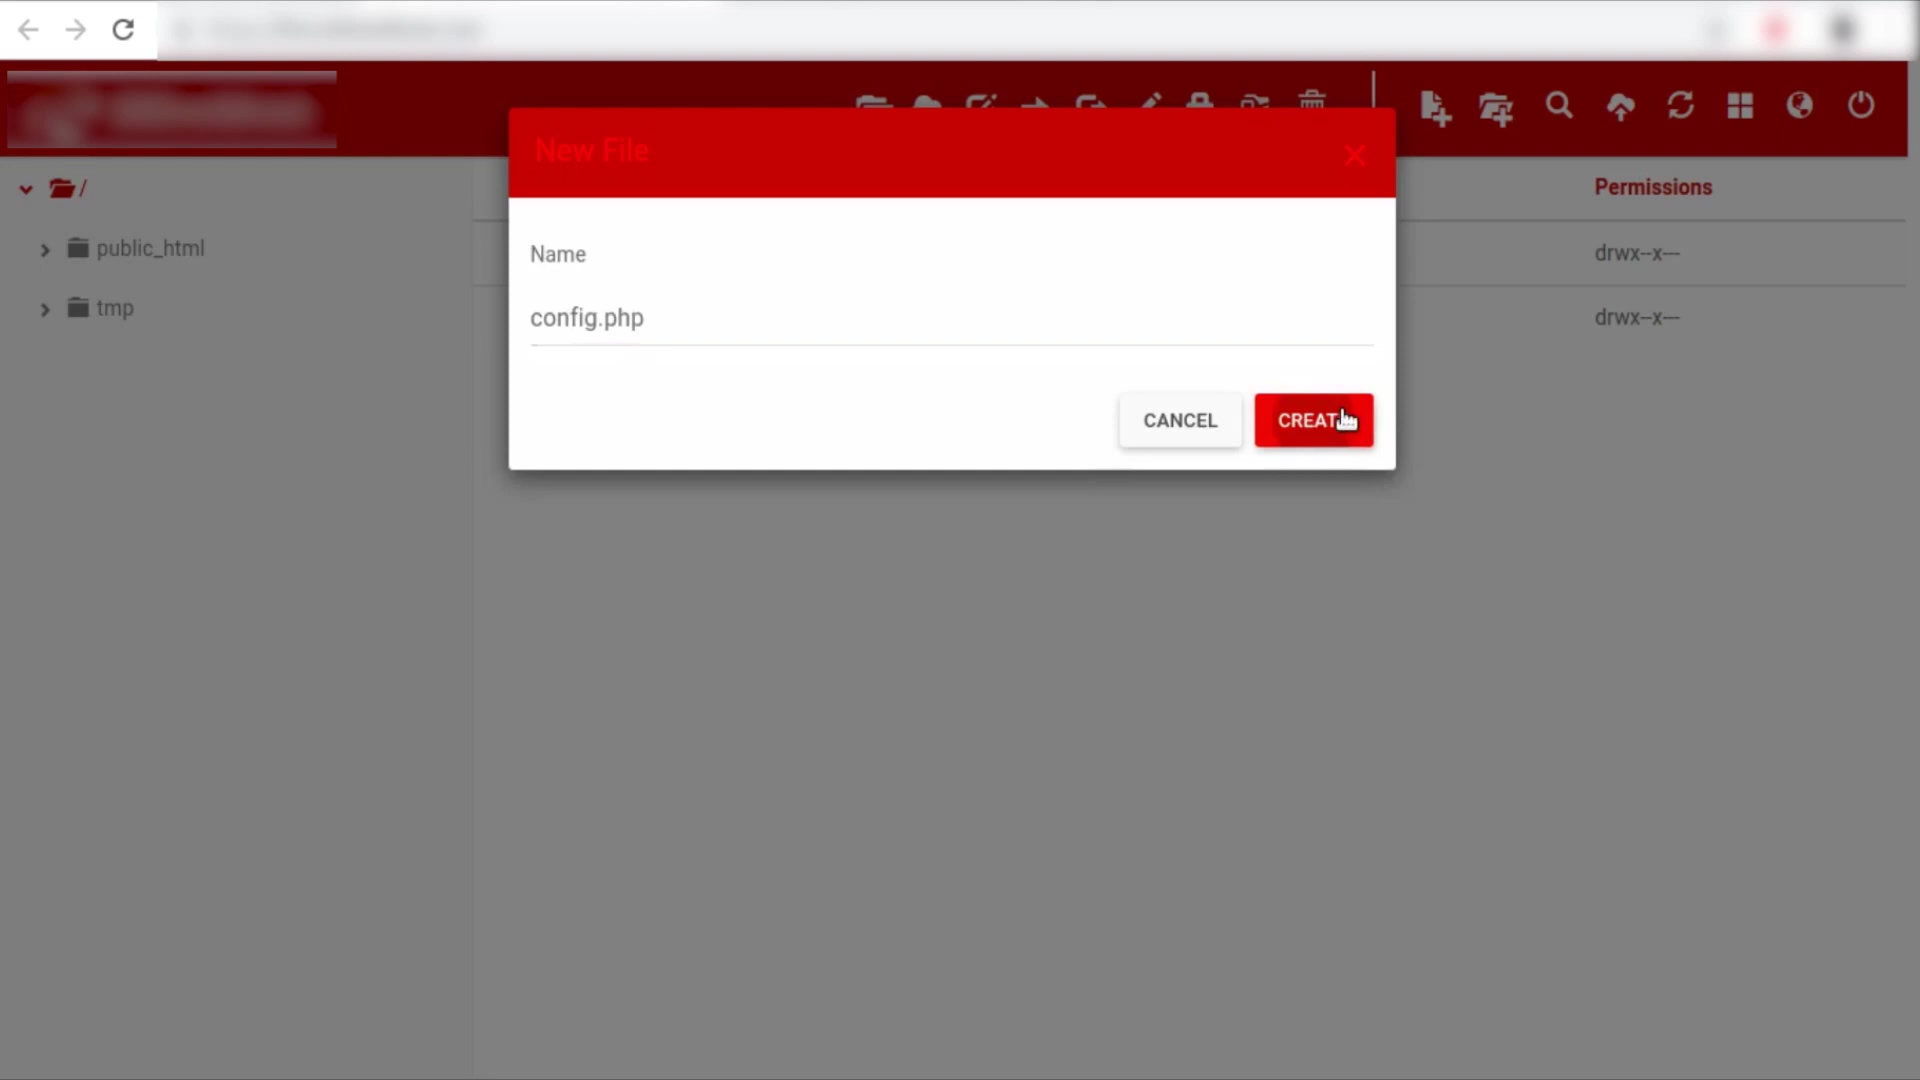 New File
/
Permissions
public_html
Name
drwx--x---
tmp
config.php
drwx--x---
CANCEL
CREAT